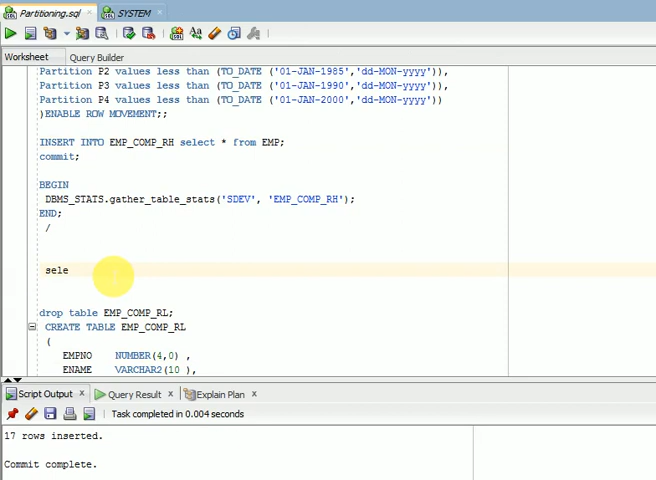 Partitioning.sql × SYSTEM ×
Worksheet Query Builder
Partition P2 values less than (TO_DATE ('01-JAN-1985','dd-MON-yyyy')),
Partition P3 values less than (TO_DATE ('01-JAN-1990','dd-MON-yyyy')),
Partition P4 values less than (TO_DATE ('01-JAN-2000','dd-MON-yyyy'))
)ENABLE ROW MOVEMENT;;
INSERT INTO EMP_COMP_RH select * from EMP;
commit;
BEGIN
DBMS_STATS.gather_table_stats('SDEV', 'EMP_COMP_RH');
END;
/
sele
drop table EMP_COMP_RL;
CREATE TABLE EMP_COMP_RL
(
EMPNO NUMBER(4,0) ,
ENAME VARCHAR2(10 ),
Script Output × Query Result × Explain Plan ×
Task completed in 0.004 seconds
17 rows inserted.
Commit complete.